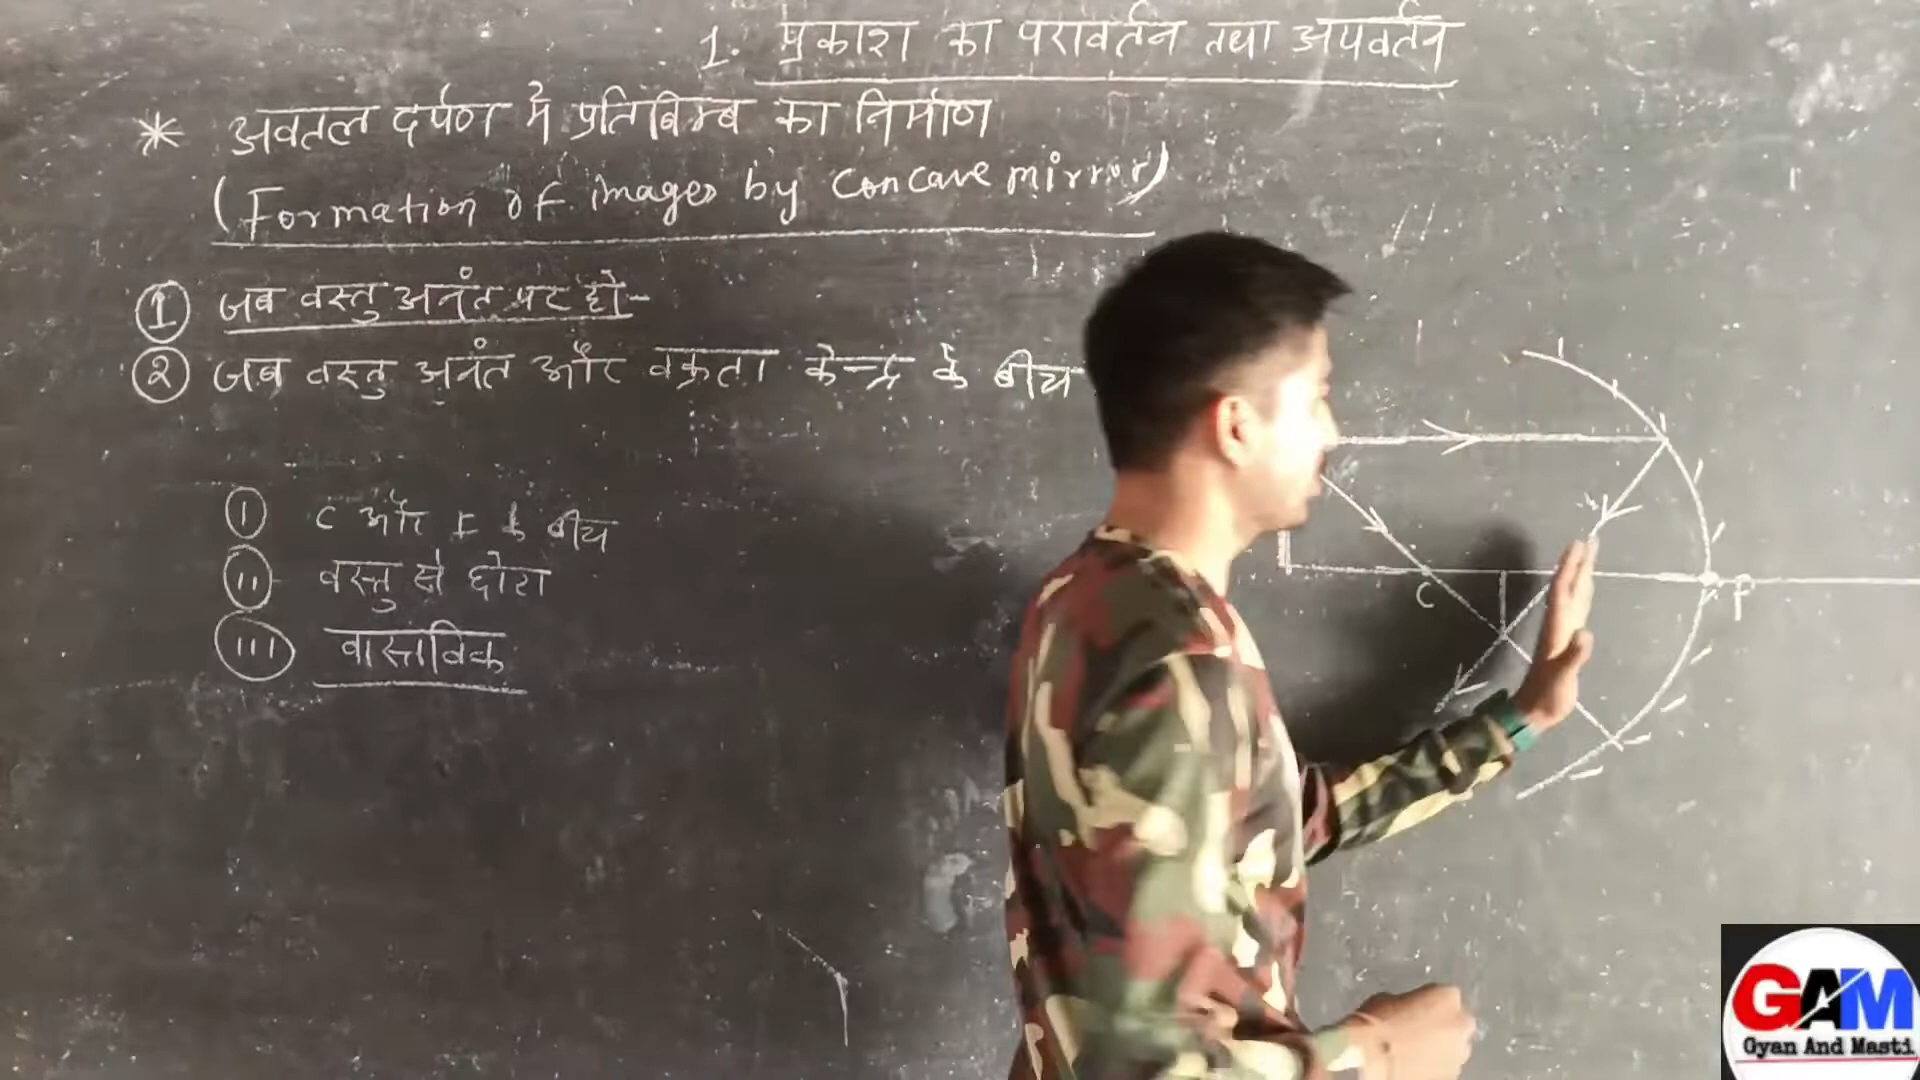 1. प्रकाश का परावर्तन तथा अपवर्तन
* अवतल दर्पण मे प्रतिबिम्ब का निर्माण
(Formation of images by Concave mirror)
① जब वस्तु अनंत पर हो-
② जब वस्तु अनंत और वक्रता केन्द्र के बीच
Ⓘ C और F के बीच
(ii) वस्तु से छोटा
(iii) वास्तविक
C
P
GAM
Gyan And Masti